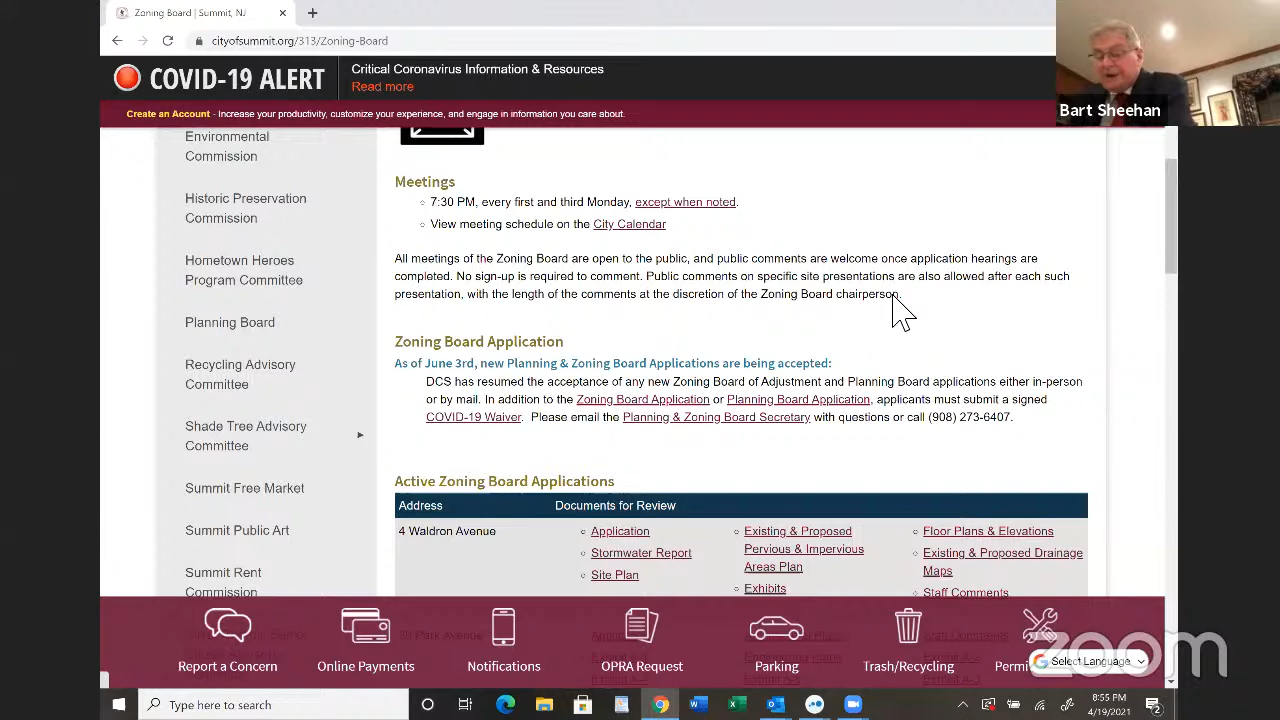 Zoning Board | Summit, NJ
cityofsummit.org/313/Zoning-Board
COVID-19 ALERT
Critical Coronavirus Information & Resources
Read more
Create an Account - Increase your productivity, customize your experience, and engage in information you care about.
Bart Sheehan
Environmental
Commission
Historic Preservation
Commission
Hometown Heroes
Program Committee
Planning Board
Recycling Advisory
Committee
Shade Tree Advisory
Committee
Summit Free Market
Summit Public Art
Summit Rent
Commission
Meetings
7:30 PM, every first and third Monday, except when noted.
View meeting schedule on the City Calendar
All meetings of the Zoning Board are open to the public, and public comments are welcome once application hearings are
completed. No sign-up is required to comment. Public comments on specific site presentations are also allowed after each such
presentation, with the length of the comments at the discretion of the Zoning Board chairperson.
Zoning Board Application
As of June 3rd, new Planning & Zoning Board Applications are being accepted:
DCS has resumed the acceptance of any new Zoning Board of Adjustment and Planning Board applications either in-person
or by mail. In addition to the Zoning Board Application or Planning Board Application, applicants must submit a signed
COVID-19 Waiver. Please email the Planning & Zoning Board Secretary with questions or call (908) 273-6407.
Active Zoning Board Applications
Address Documents for Review
4 Waldron Avenue
Application
Stormwater Report
Site Plan
Existing & Proposed
Pervious & Impervious
Areas Plan
Exhibits
Floor Plans & Elevations
Existing & Proposed Drainage
Maps
Staff Comments
Park Avenue
Report a Concern
Online Payments
Notifications
OPRA Request
Parking
Trash/Recycling
Select Language
zoom
Type here to search
8:55 PM
4/19/2021
2